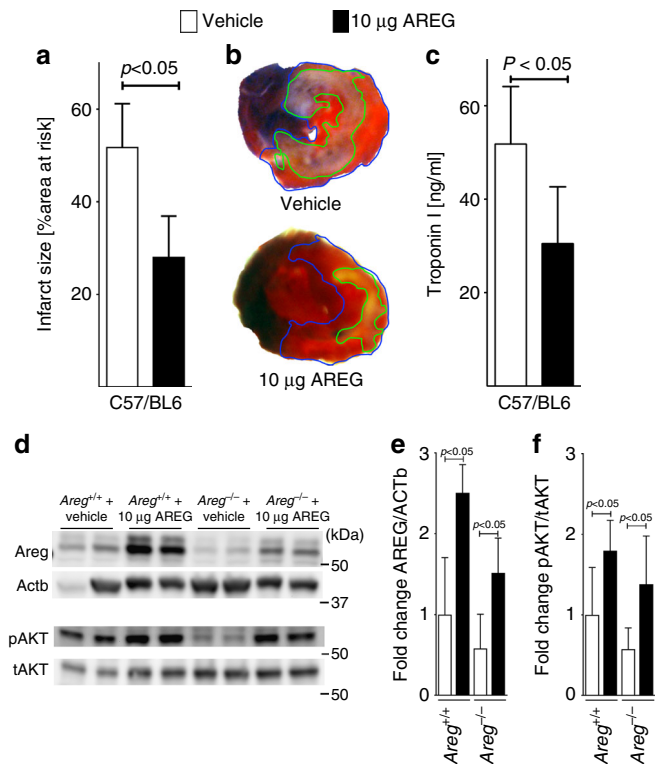 Vehicle 10 µg AREG
a
p<0.05
Infarct size [%area at risk]
60
40
20
C57/BL6
b
Vehicle
10 µg AREG
c
P < 0.05
Troponin I [ng/ml]
60
40
20
C57/BL6
d
Areg+/+ + vehicle
Areg+/+ + 10 µg AREG
Areg–/– + vehicle
Areg–/– + 10 µg AREG
(kDa)
Areg
50
Actb
37
pAKT
50
tAKT
50
e
Fold change AREG/ACTb
3
2
1
0
p<0.05
p<0.05
Areg+/+
Areg–/–
f
Fold change pAKT/tAKT
3
2
1
0
p<0.05
p<0.05
Areg+/+
Areg–/–